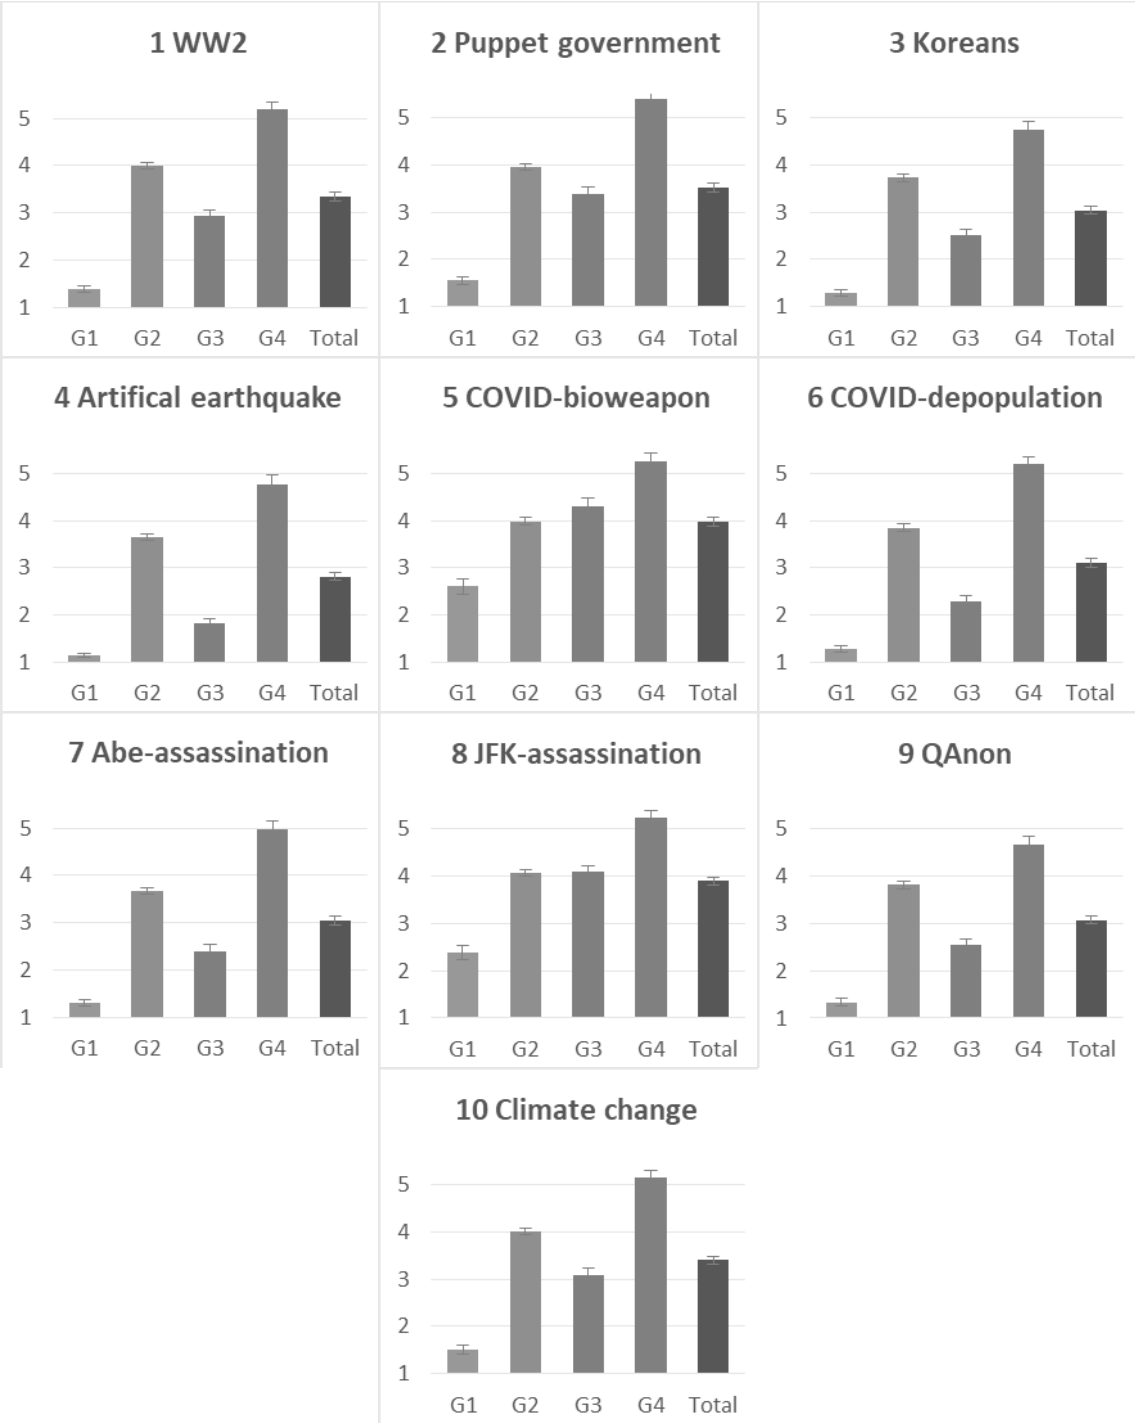 1 WW2
5
4
3
2
1
G1 G2 G3 G4 Total
2 Puppet government
5
4
3
2
1
G1 G2 G3 G4 Total
3 Koreans
5
4
3
2
1
G1 G2 G3 G4 Total
4 Artifical earthquake
5
4
3
2
1
G1 G2 G3 G4 Total
5 COVID-bioweapon
5
4
3
2
1
G1 G2 G3 G4 Total
6 COVID-depopulation
5
4
3
2
1
G1 G2 G3 G4 Total
7 Abe-assassination
5
4
3
2
1
G1 G2 G3 G4 Total
8 JFK-assassination
5
4
3
2
1
G1 G2 G3 G4 Total
9 QAnon
5
4
3
2
1
G1 G2 G3 G4 Total
10 Climate change
5
4
3
2
1
G1 G2 G3 G4 Total